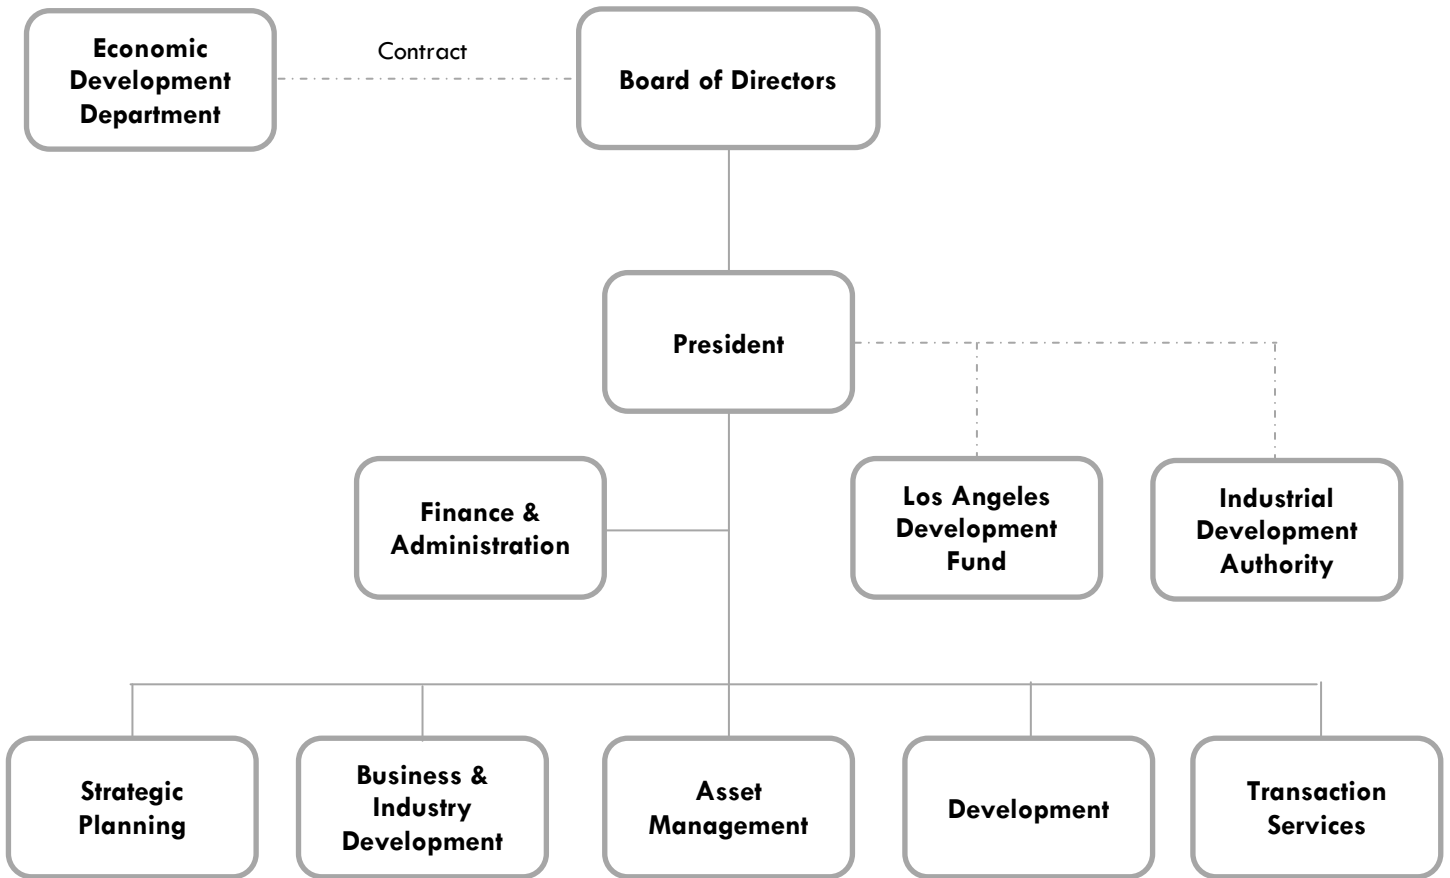 Economic
Development
Department
Contract
Board of Directors
President
Finance &
Administration
Los Angeles
Development
Fund
Industrial
Development
Authority
Strategic
Planning
Business &
Industry
Development
Asset
Management
Development
Transaction
Services